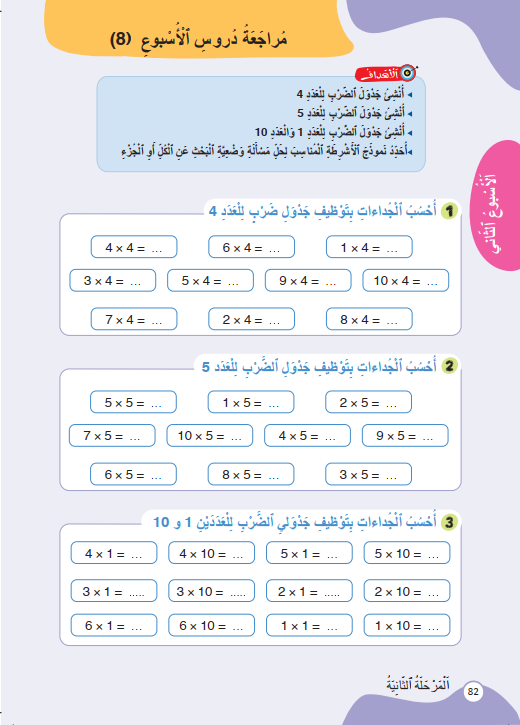 مُراجَعَةُ دُروسِ ٱلْأُسْبوعِ (8)
ٱلْأَهْدافُ
◂ أُنْشِئُ جَدْوَلَ ٱلضَّرْبِ لِلْعَدَدِ 4
◂ أُنْشِئُ جَدْوَلَ ٱلضَّرْبِ لِلْعَدَدِ 5
◂ أُنْشِئُ جَدْوَلَ ٱلضَّرْبِ لِلْعَدَدِ 1 وَالْعَدَدِ 10
◂ أُحَدِّدُ نَموذَجَ ٱلْأَشْرِطَةِ ٱلْمُناسِبَ لِحَلِّ مَسْأَلَةِ وَضْعِيَّةِ ٱلْبَحْثِ عَنِ ٱلْكُلِّ أَوِ ٱلْجُزْءِ
ٱلْأُسْبوعُ الثّاني
1 أَحْسُبُ ٱلْجُداءاتِ بِتَوْظيفِ جَدْوَلِ ضَرْبٍ لِلْعَدَدِ 4
4 × 4 = ... 6 × 4 = ... 1 × 4 = ...
3 × 4 = ... 5 × 4 = ... 9 × 4 = ... 10 × 4 = ...
7 × 4 = ... 2 × 4 = ... 8 × 4 = ...
2 أَحْسُبُ ٱلْجُداءاتِ بِتَوْظيفِ جَدْوَلِ ٱلضَّرْبِ لِلْعَدَد 5
5 × 5 = ... 1 × 5 = ... 2 × 5 = ...
7 × 5 = ... 10 × 5 = ... 4 × 5 = ... 9 × 5 = ...
6 × 5 = ... 8 × 5 = ... 3 × 5 = ...
3 أَحْسُبُ ٱلْجُداءاتِ بِتَوْظيفِ جَدْوَلَيِ ٱلضَّرْبِ لِلْعَدَدَيْنِ 1 و 10
4 × 1 = ... 4 × 10 = ... 5 × 1 = ... 5 × 10 = ...
3 × 1 = ..... 3 × 10 = ..... 2 × 1 = ..... 2 × 10 = ...
6 × 1 = ... 6 × 10 = ... 1 × 1 = ... 1 × 10 = ...
82 اَلْمَرْحَلَةُ ٱلثّانِيَةُ